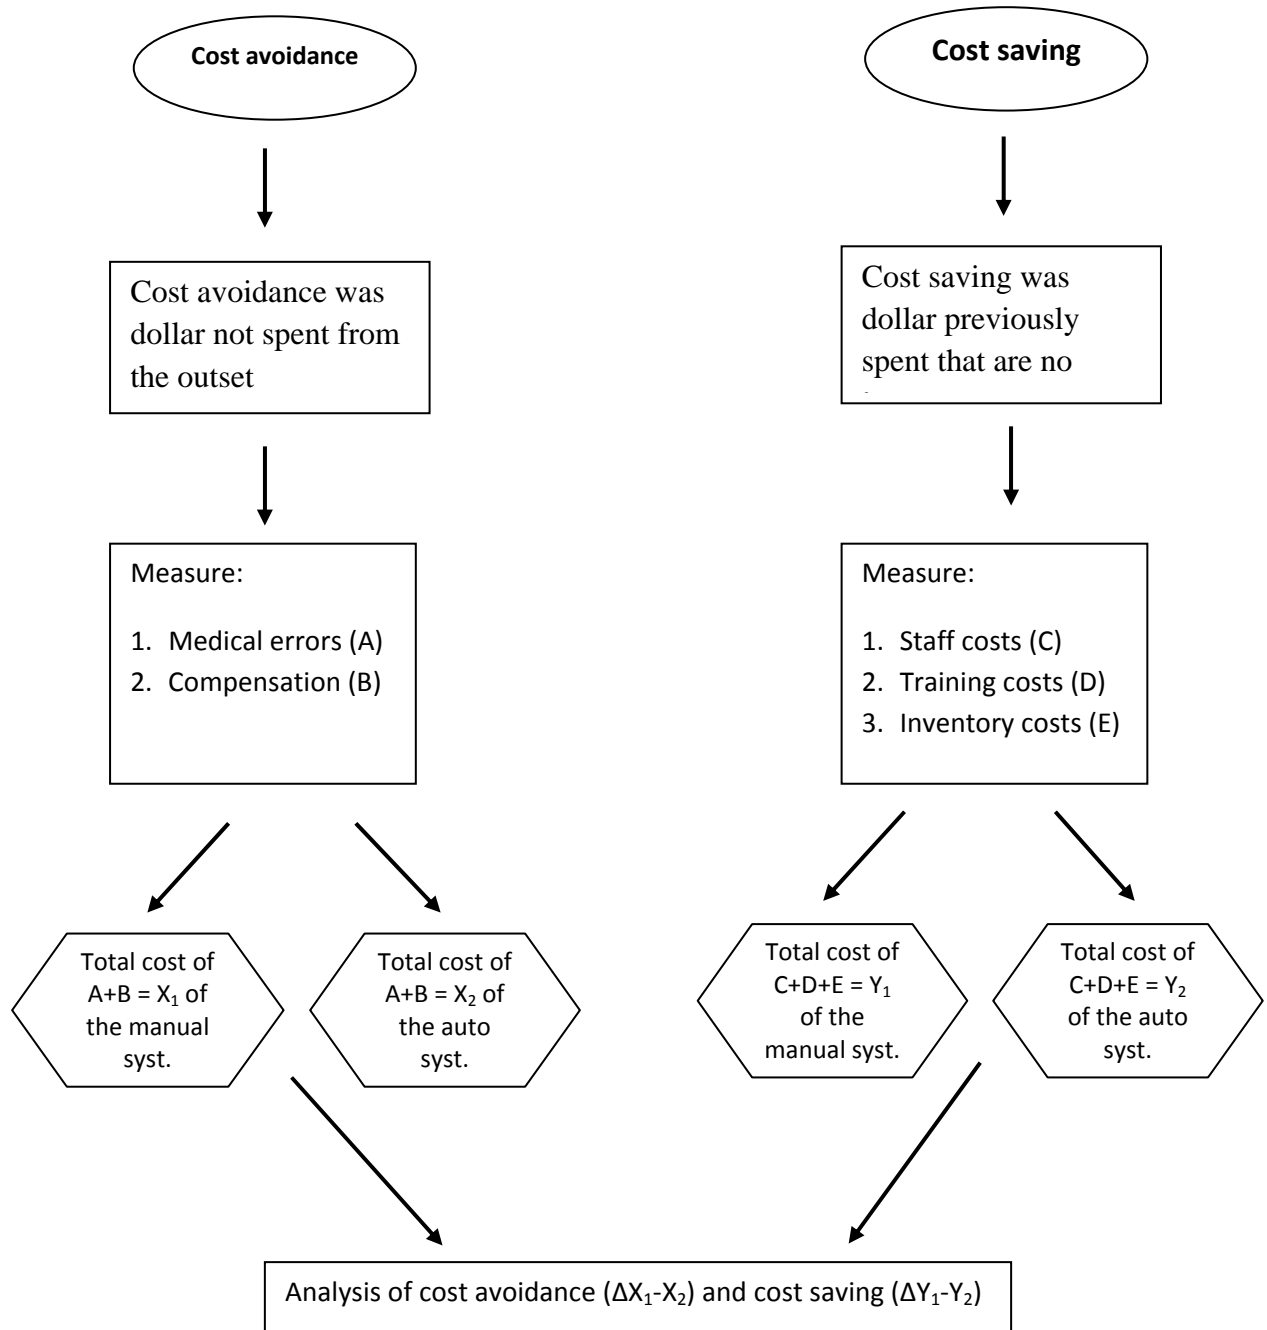 Cost avoidance
Cost saving
Cost avoidance was
dollar not spent from
the outset
Cost saving was
dollar previously
spent that are no
Measure:
1. Medical errors (A)
2. Compensation (B)
Measure:
1. Staff costs (C)
2. Training costs (D)
3. Inventory costs (E)
Total cost of
A+B = X₁ of
the manual
syst.
Total cost of
A+B = X₂ of
the auto
syst.
Total cost of
C+D+E = Y₁
of the
manual syst.
Total cost of
C+D+E = Y₂
of the auto
syst.
Analysis of cost avoidance (ΔX₁-X₂) and cost saving (ΔY₁-Y₂)